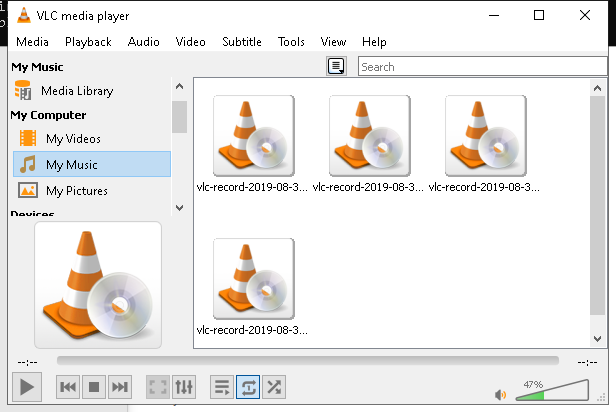 VLC media player
Media Playback Audio Video Subtitle Tools View Help
My Music
Search
Media Library
My Computer
My Videos
My Music
My Pictures
Devices
vlc-record-2019-08-3... vlc-record-2019-08-3... vlc-record-2019-08-3...
vlc-record-2019-08-3...
--:-- --:--
47%